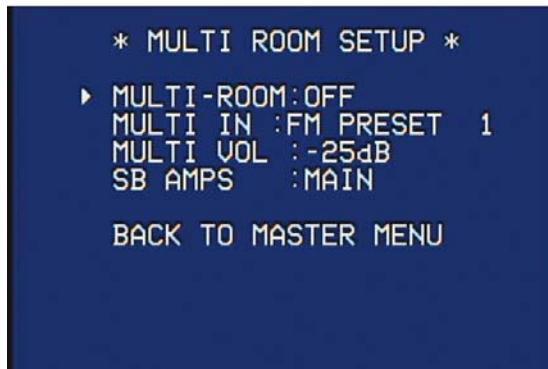 * MULTI ROOM SETUP *
MULTI-ROOM:OFF
MULTI IN :FM PRESET 1
MULTI VOL :-25dB
SB AMPS :MAIN
BACK TO MASTER MENU